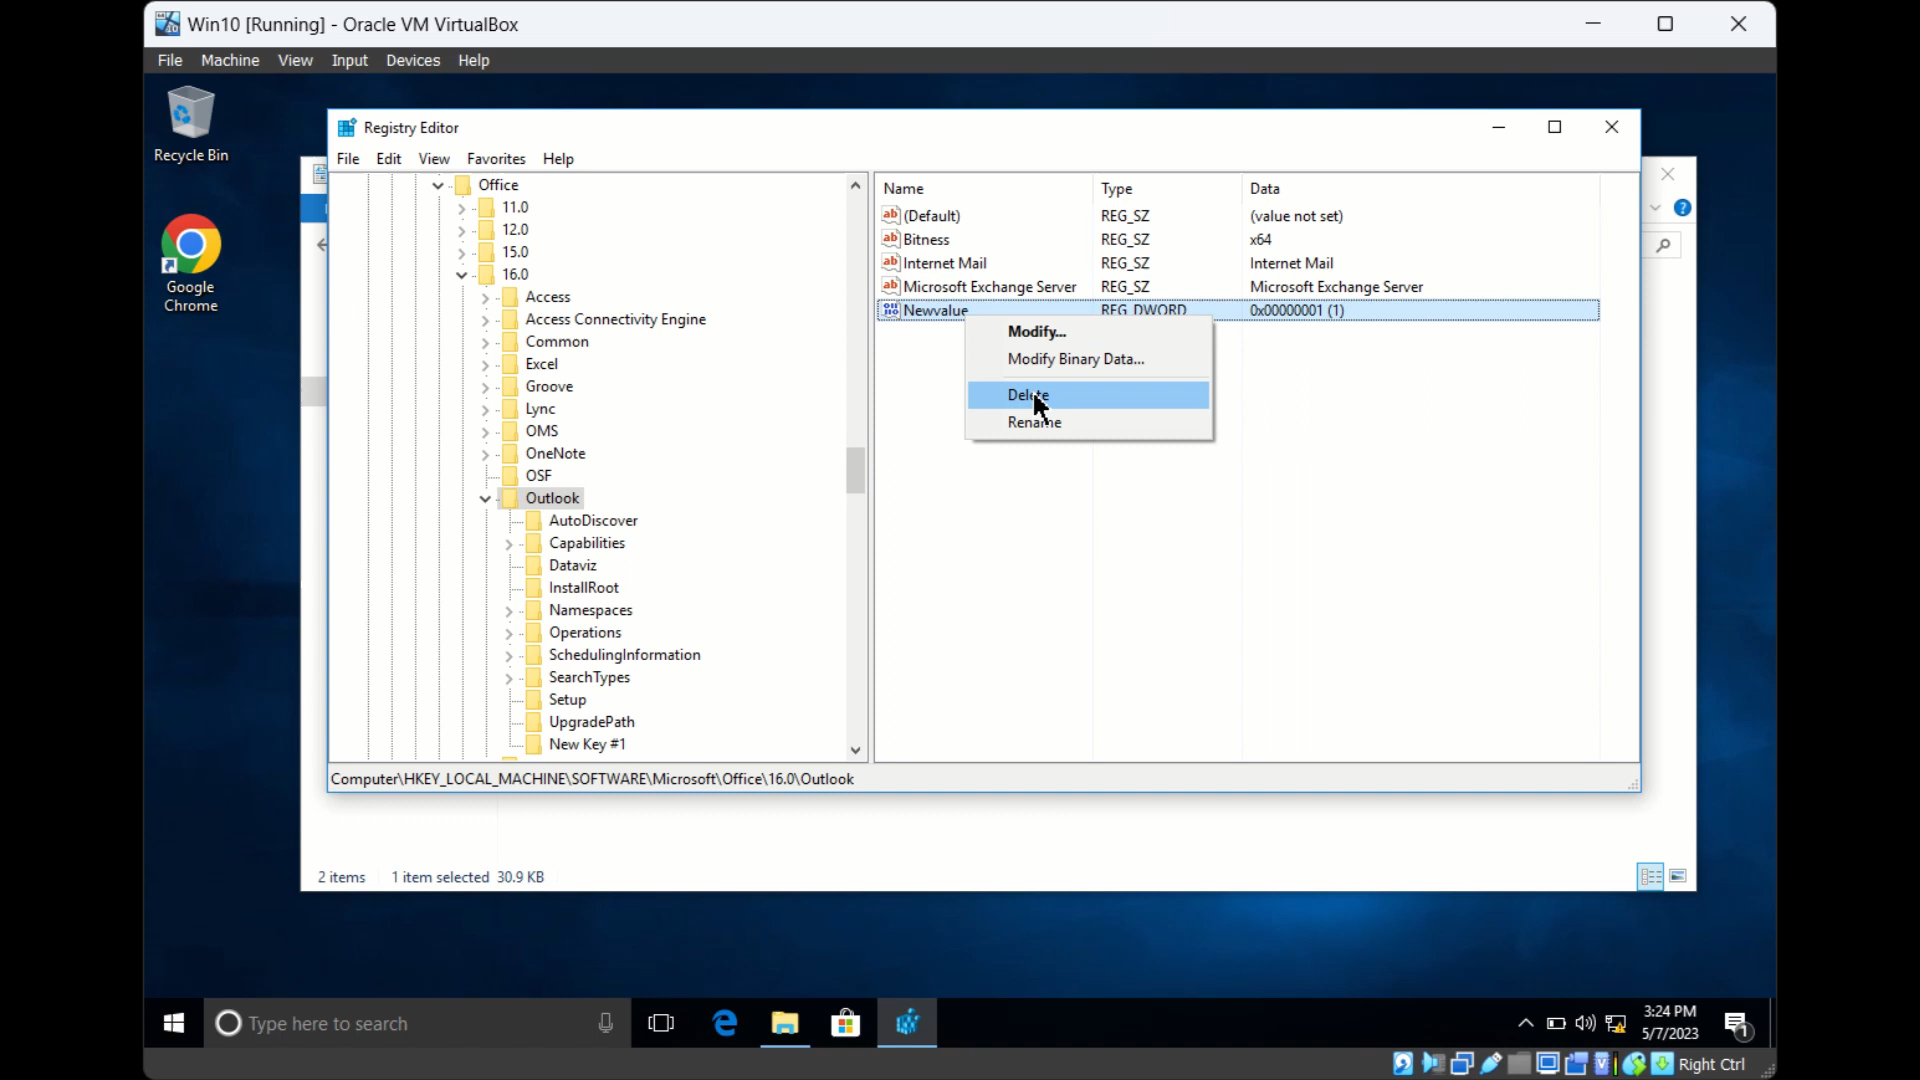 Win10 [Running] - Oracle VM VirtualBox
File Machine View Input Devices Help
Recycle Bin
Google
Chrome
Registry Editor
File Edit View Favorites Help
Office
11.0
12.0
15.0
16.0
Access
Access Connectivity Engine
Common
Excel
Groove
Lync
OMS
OneNote
OSF
Outlook
AutoDiscover
Capabilities
Dataviz
InstallRoot
Namespaces
Operations
SchedulingInformation
SearchTypes
Setup
UpgradePath
New Key #1
Name Type Data
(Default) REG_SZ (value not set)
Bitness REG_SZ x64
Internet Mail REG_SZ Internet Mail
Microsoft Exchange Server REG_SZ Microsoft Exchange Server
Newvalue REG_DWORD 0x00000001 (1)
Modify...
Modify Binary Data...
Delete
Rename
Computer\HKEY_LOCAL_MACHINE\SOFTWARE\Microsoft\Office\16.0\Outlook
2 items 1 item selected 30.9 KB
Type here to search
3:24 PM
5/7/2023
1
Right Ctrl